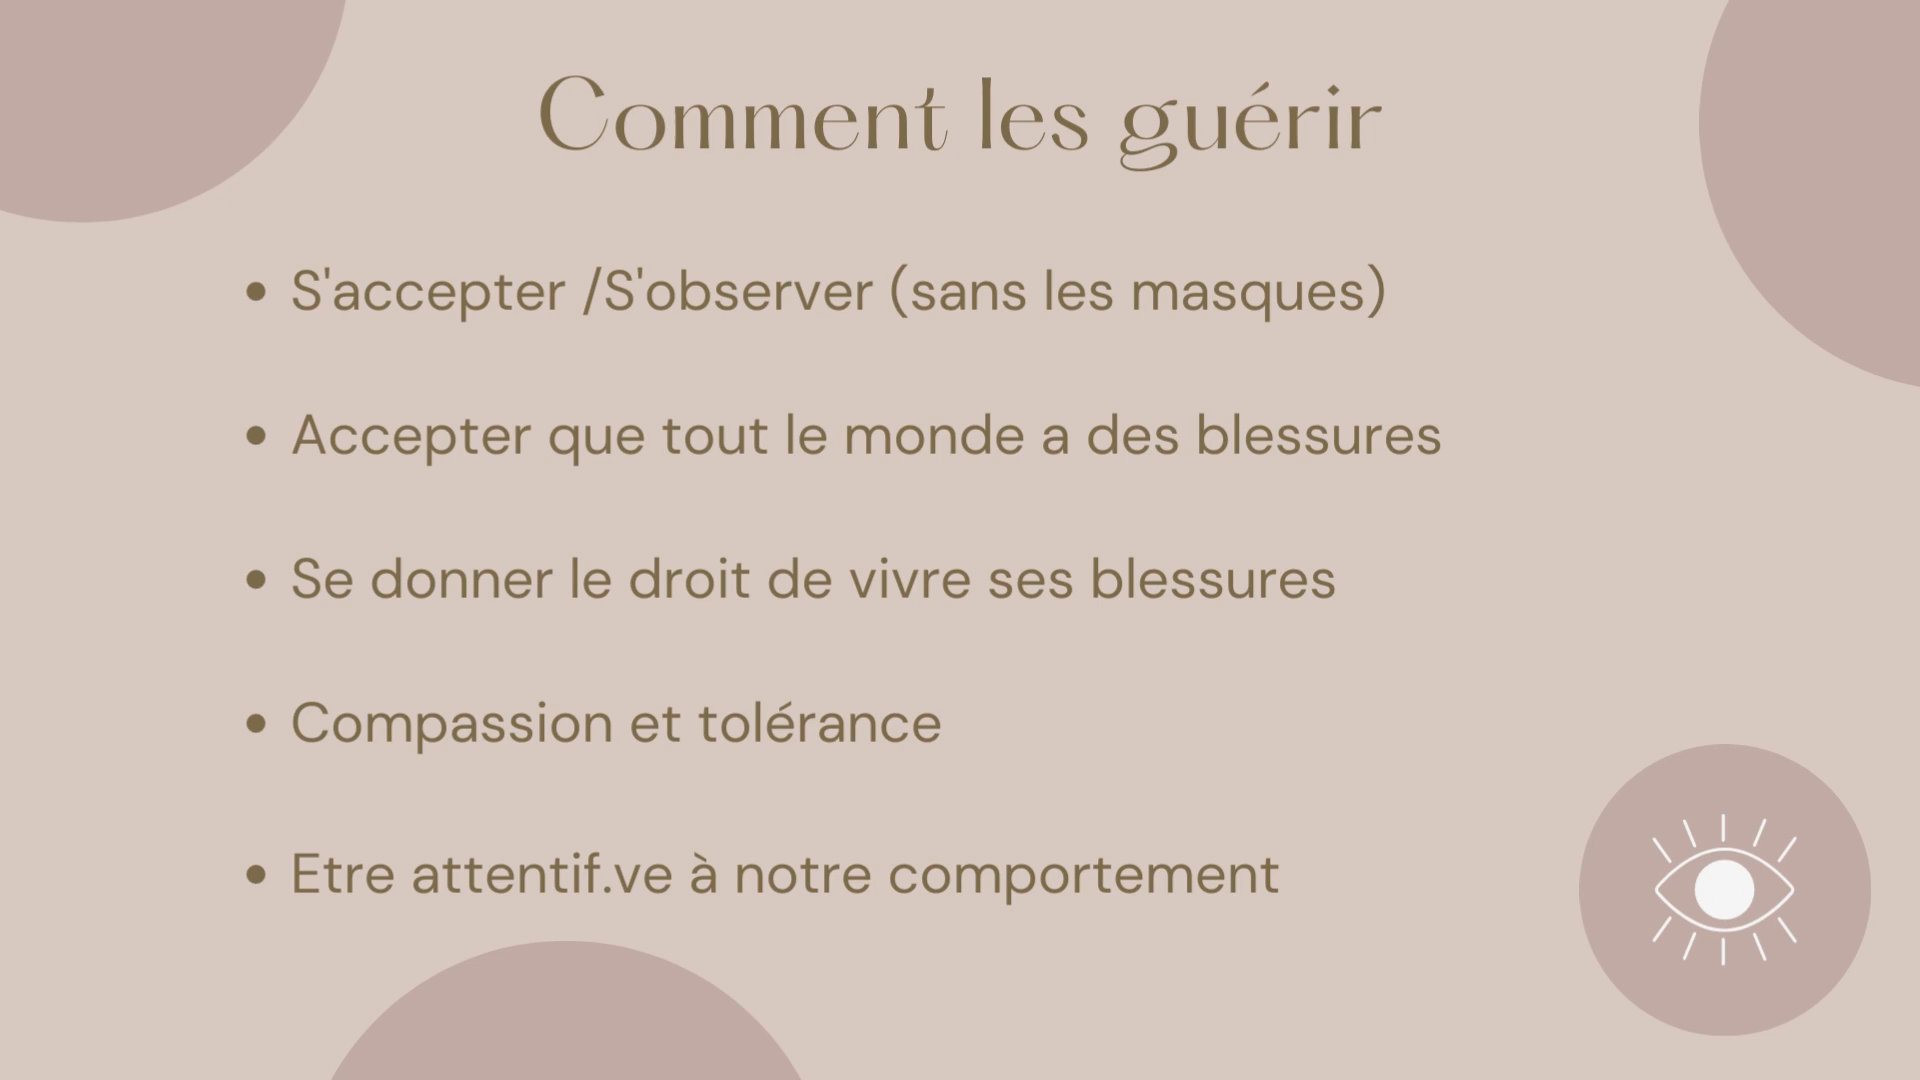 Comment les guérir
S'accepter /S'observer (sans les masques)
Accepter que tout le monde a des blessures
Se donner le droit de vivre ses blessures
Compassion et tolérance
Etre attentif.ve à notre comportement